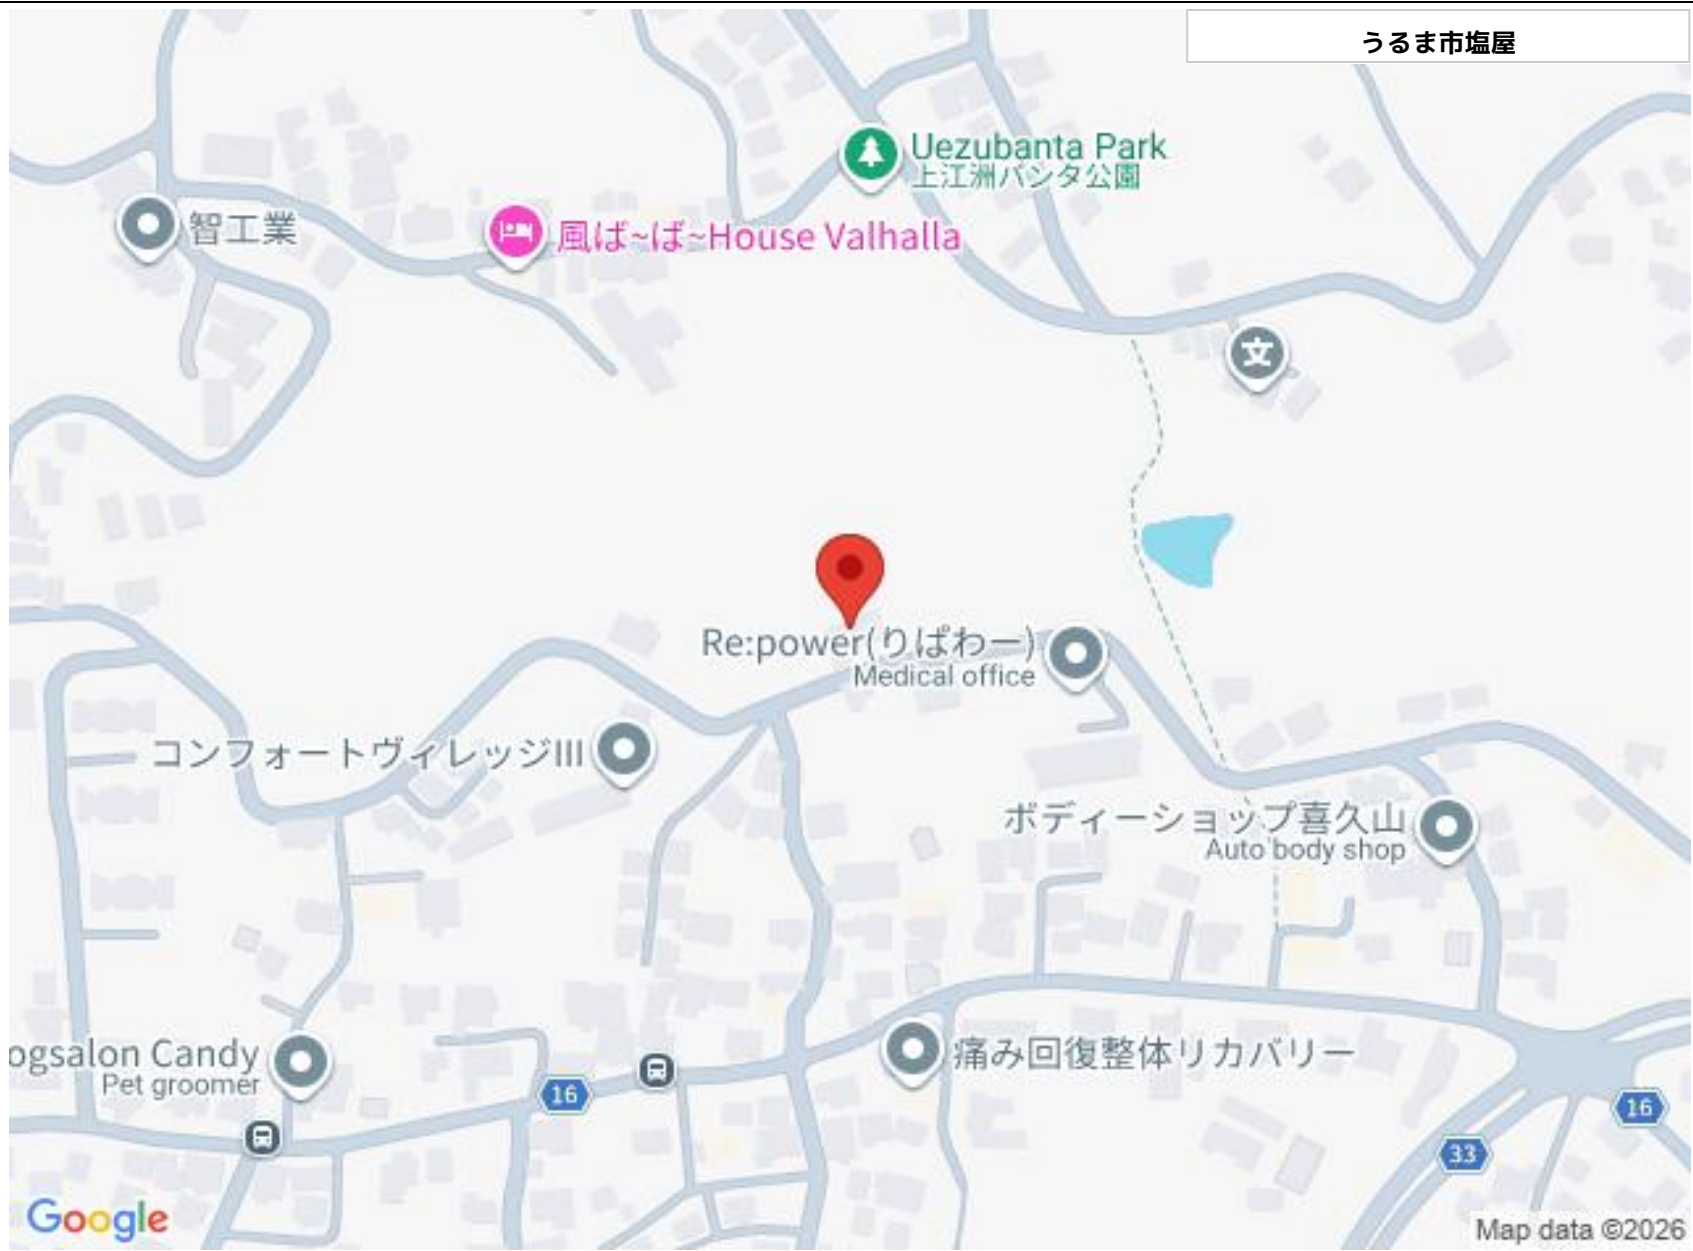 うるま市塩屋
Uezubanta Park
上江洲バンタ公園
智工業
風ば~ば~House Valhalla
文
Re:power(りぱわー)
Medical office
コンフォートヴィレッジIII
ボディーショップ喜久山
Auto body shop
ogsalon Candy
Pet groomer
痛み回復整体リカバリー
16
16
33
Google
Map data ©2026